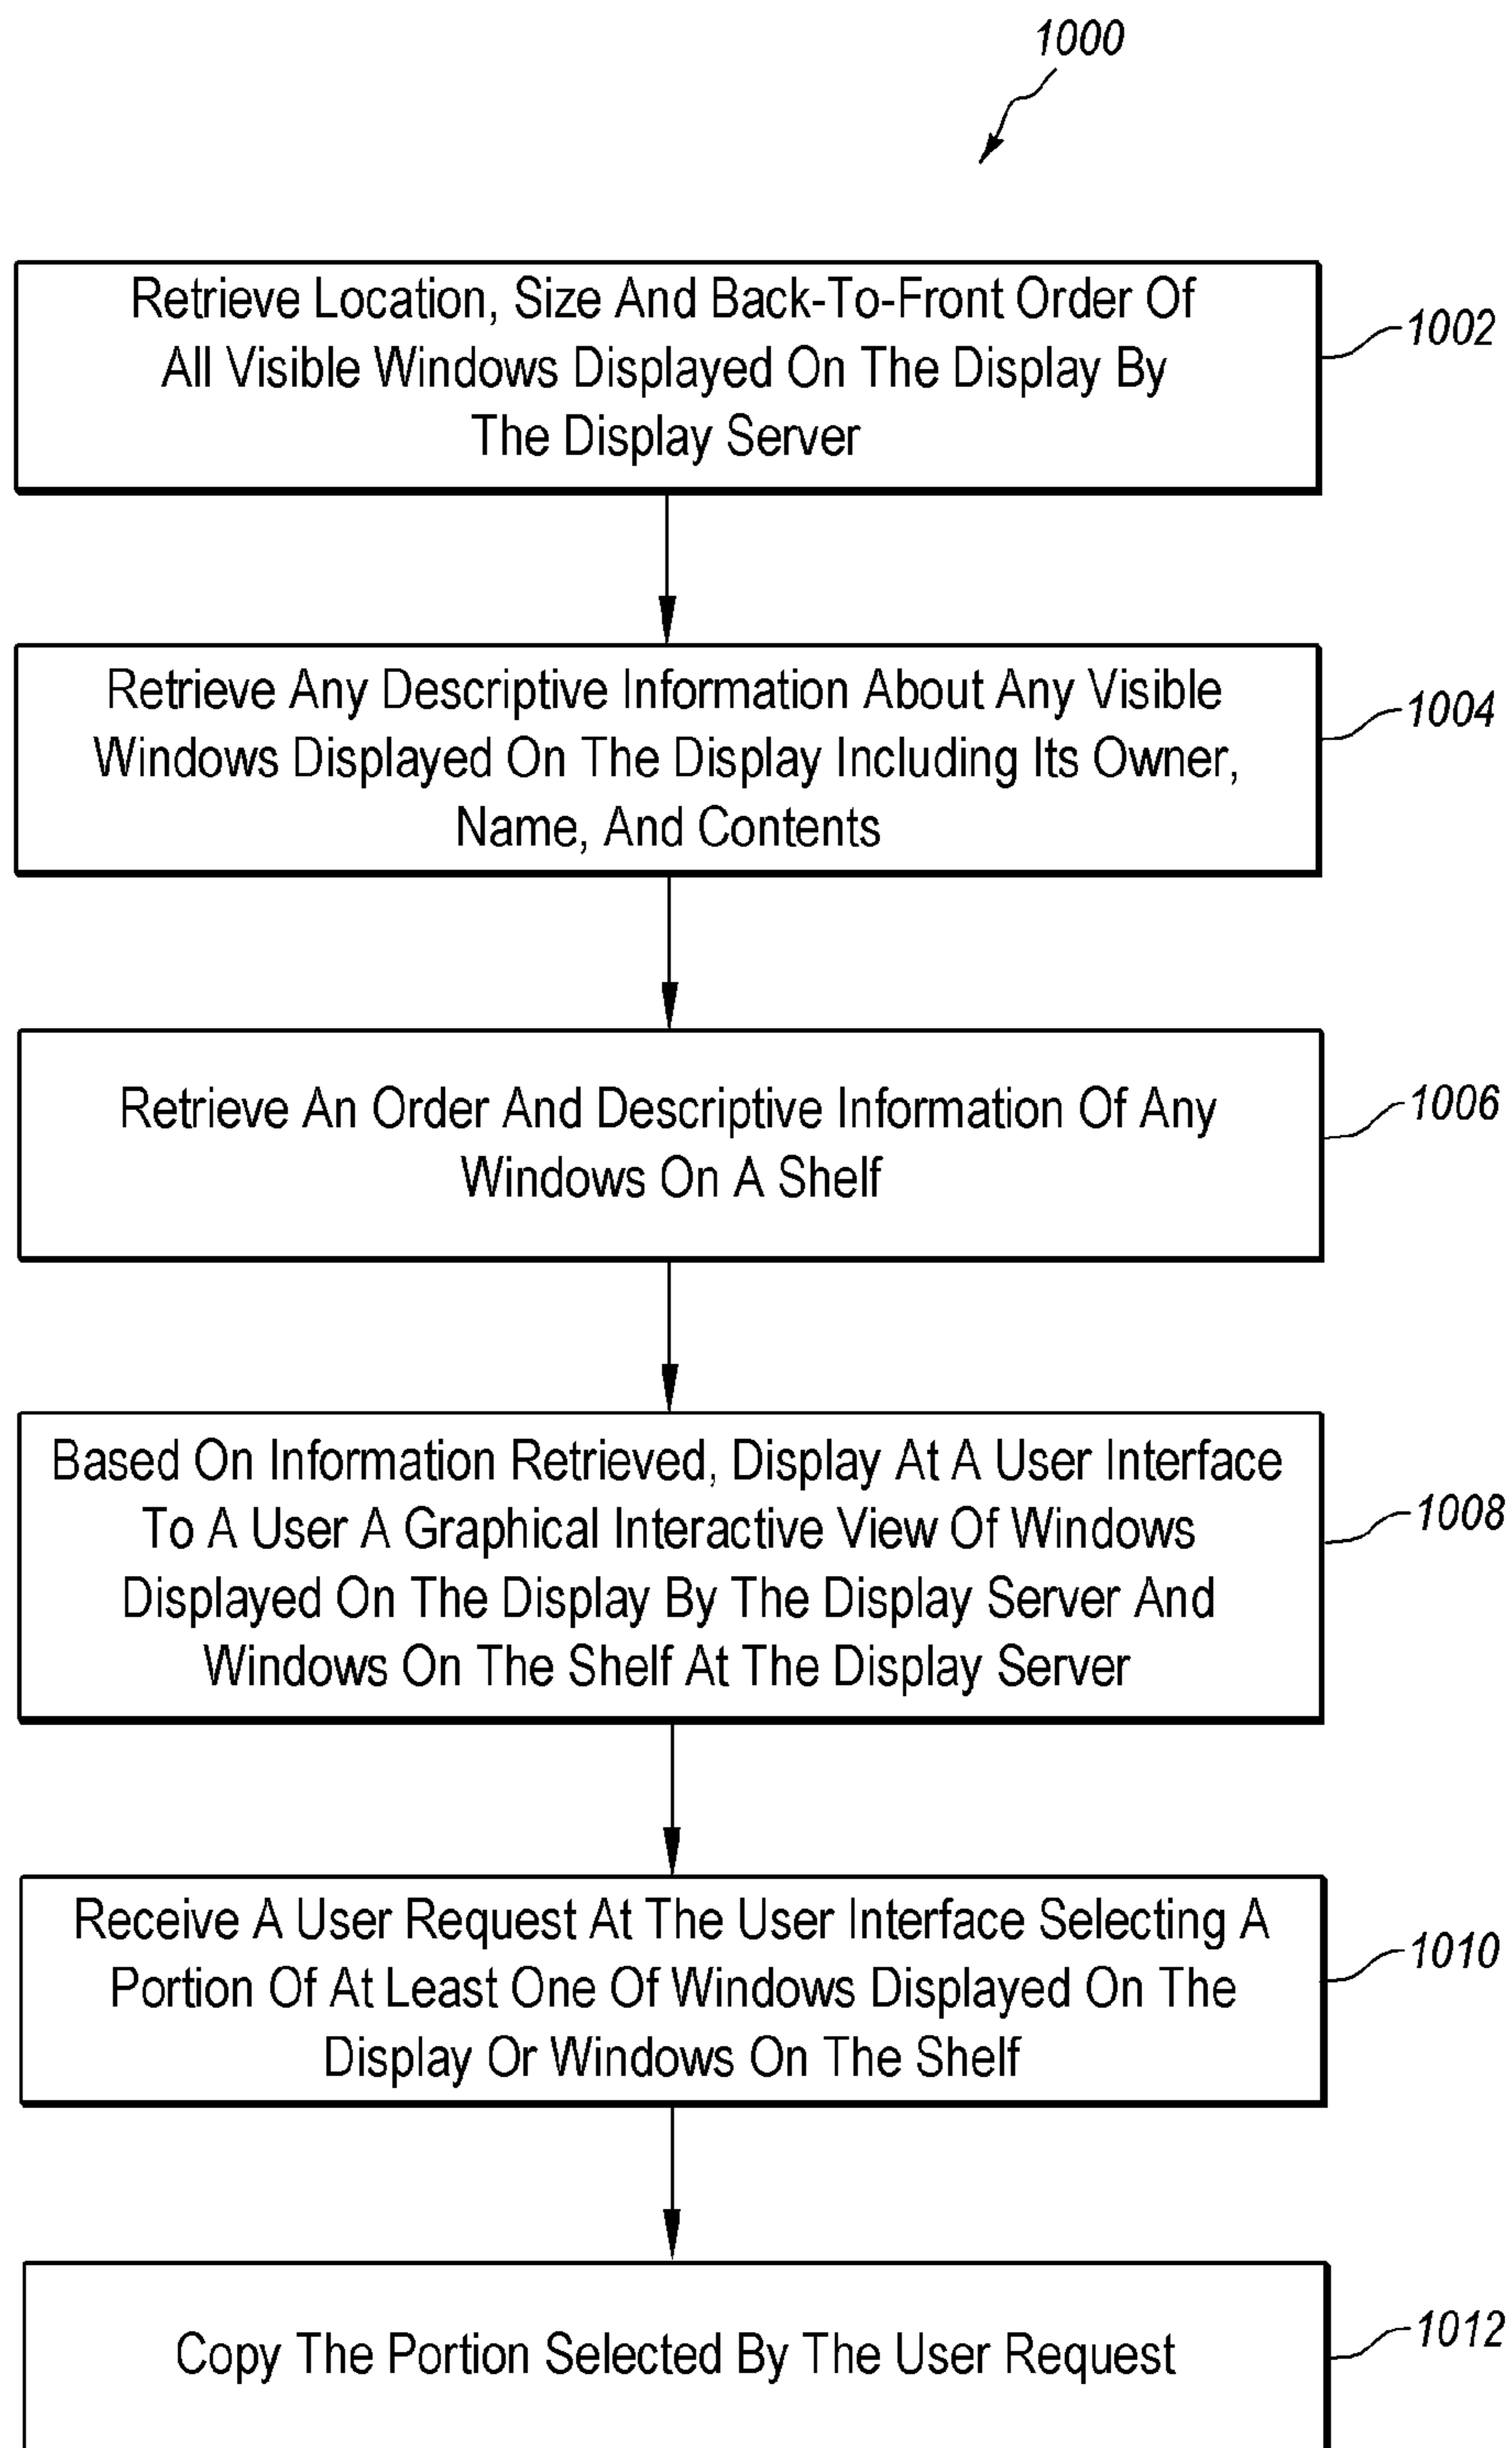 1000
Retrieve Location, Size And Back-To-Front Order Of
All Visible Windows Displayed On The Display By
The Display Server
1002
Retrieve Any Descriptive Information About Any Visible
Windows Displayed On The Display Including Its Owner,
Name, And Contents
1004
Retrieve An Order And Descriptive Information Of Any
Windows On A Shelf
1006
Based On Information Retrieved, Display At A User Interface
To A User A Graphical Interactive View Of Windows
Displayed On The Display By The Display Server And
Windows On The Shelf At The Display Server
1008
Receive A User Request At The User Interface Selecting A
Portion Of At Least One Of Windows Displayed On The
Display Or Windows On The Shelf
1010
Copy The Portion Selected By The User Request
1012